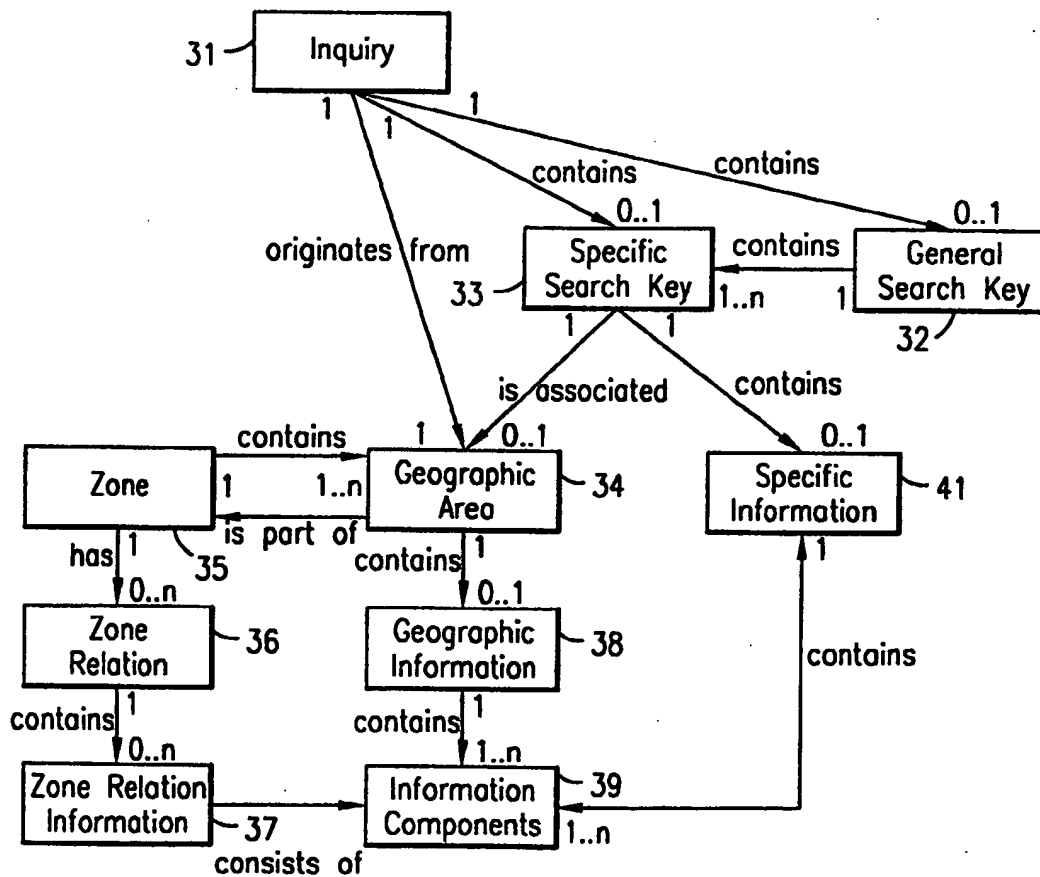 31
Inquiry
1
1
1
contains
contains
0..1
0..1
originates from
33
Specific
Search Key
contains
General
Search Key
1..n
1
32
1
1
is associated
contains
contains
1
0..1
0..1
Zone
1
1..n
Geographic
Area
34
Specific
Information
41
is part of
has
1
35
contains
1
1
0..n
0..1
Zone
Relation
36
Geographic
Information
38
contains
contains
1
contains
1
0..n
1..n
Zone Relation
Information
37
Information
Components
39
1..n
consists of